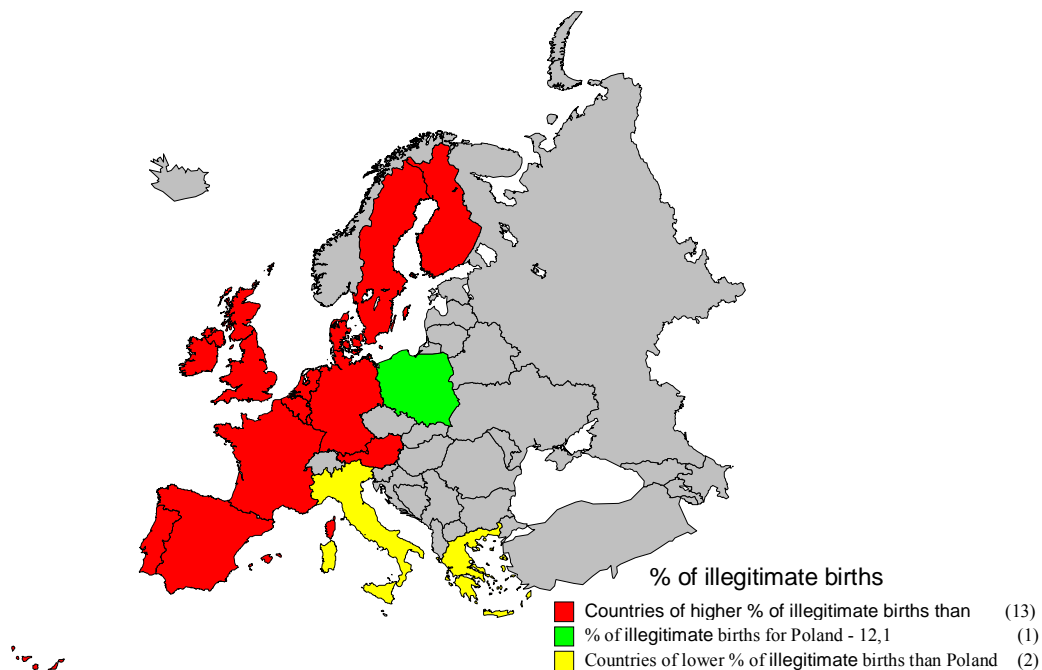 % of illegitimate births
Countries of higher % of illegitimate births than (13)
% of illegitimate births for Poland - 12,1 (1)
Countries of lower % of illegitimate births than Poland (2)